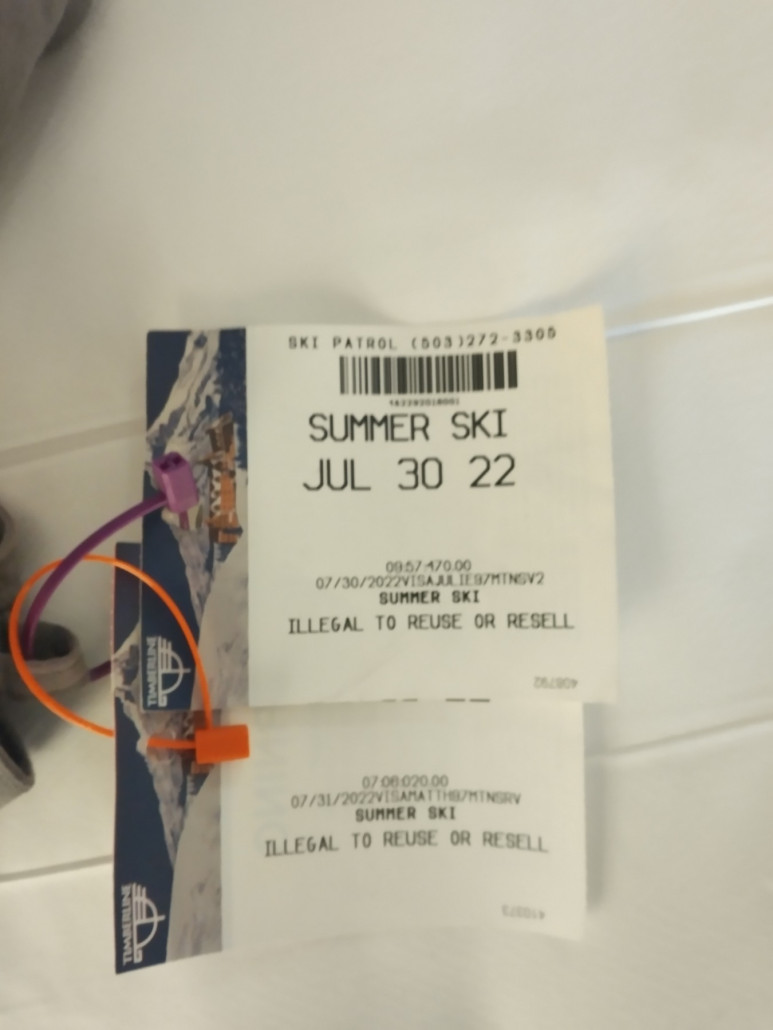 SKI PATROL (503)272-3305
SUMMER SKI
JUL 30 22
09:57:470.00
07/30/2022VISAJULIE97MTNSV2
SUMMER SKI
ILLEGAL TO REUSE OR RESELL
408792
TIMBERLINE
07:06:020.00
07/31/2022VISAMATTH97MTNSRV
SUMMER SKI
ILLEGAL TO REUSE OR RESELL
TIMBERLINE